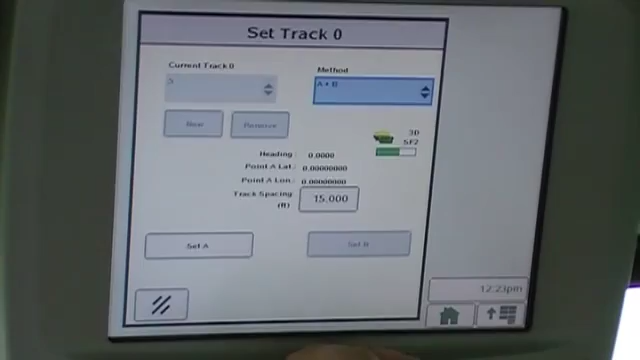 Set Track 0
Current Track 0
Method
A + B
New
Remove
3D
SF2
Heading: 0.0000
Point A Lat: 0.00000000
Point A Lon: 0.00000000
Track Spacing
(ft)
15.000
Set A
Set B
12:23pm